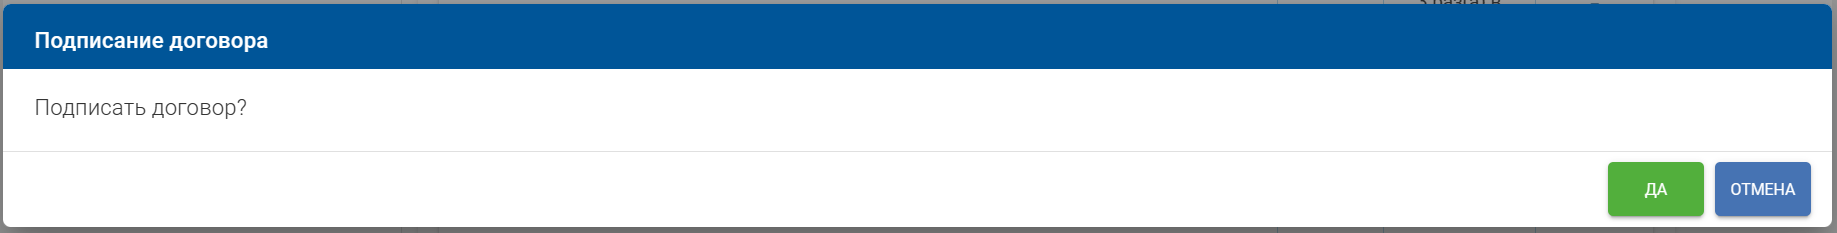 Подписание договора
Подписать договор?
ДА
ОТМЕНА